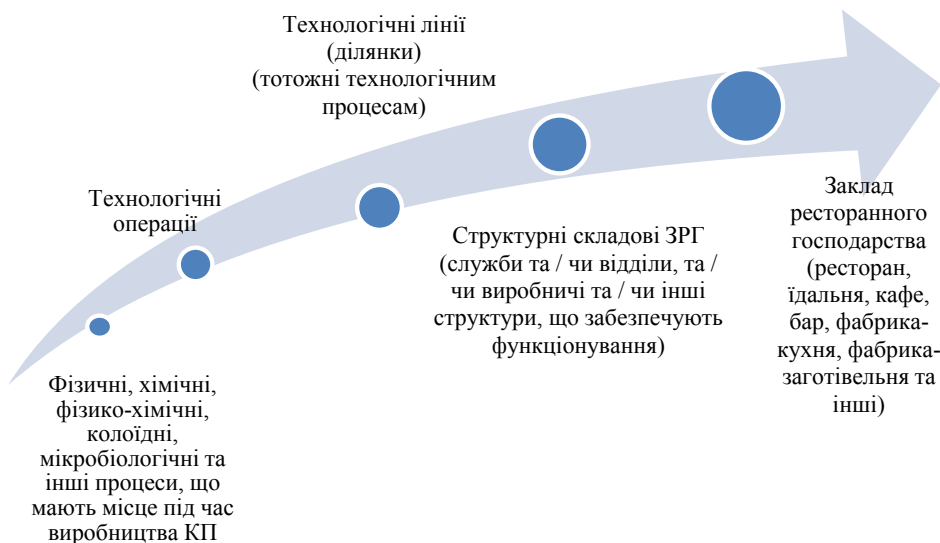 Технологічні лінії
(ділянки)
(тотожні технологічним
процесам)
Технологічні
операції
Фізичні, хімічні,
фізико-хімічні,
колоїдні,
мікробіологічні та
інші процеси, що
мають місце під час
виробництва КП
Структурні складові ЗРГ
(служби та / чи відділи, та /
чи виробничі та / чи інші
структури, що забезпечують
функціонування)
Заклад
ресторанного
господарства
(ресторан,
їдальня, кафе,
бар, фабрика-
кухня, фабрика-
заготівельня та
інші)